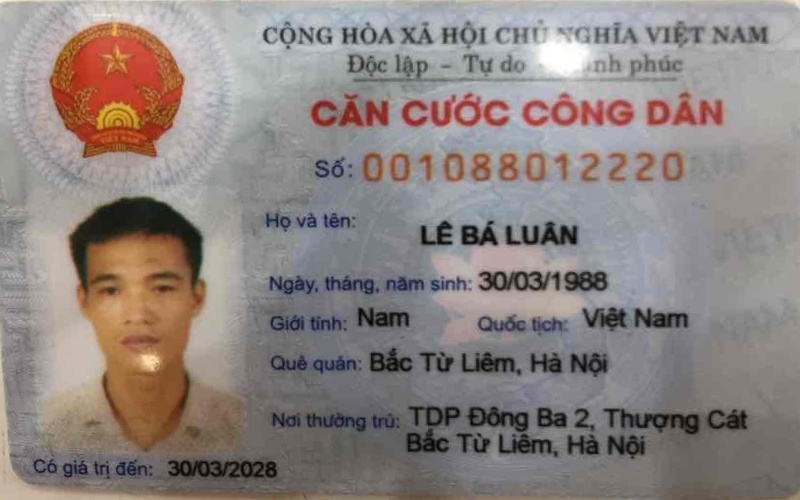 CỘNG HÒA XÃ HỘI CHỦ NGHĨA VIỆT NAM
Độc lập - Tự do - Hạnh phúc
CĂN CƯỚC CÔNG DÂN
Số: 001088012220
Họ và tên: LÊ BÁ LUÂN
Ngày, tháng, năm sinh: 30/03/1988
Giới tính: Nam Quốc tịch: Việt Nam
Quê quán: Bắc Từ Liêm, Hà Nội
Nơi thường trú: TDP Đông Ba 2, Thượng Cát
Bắc Từ Liêm, Hà Nội
Có giá trị đến: 30/03/2028